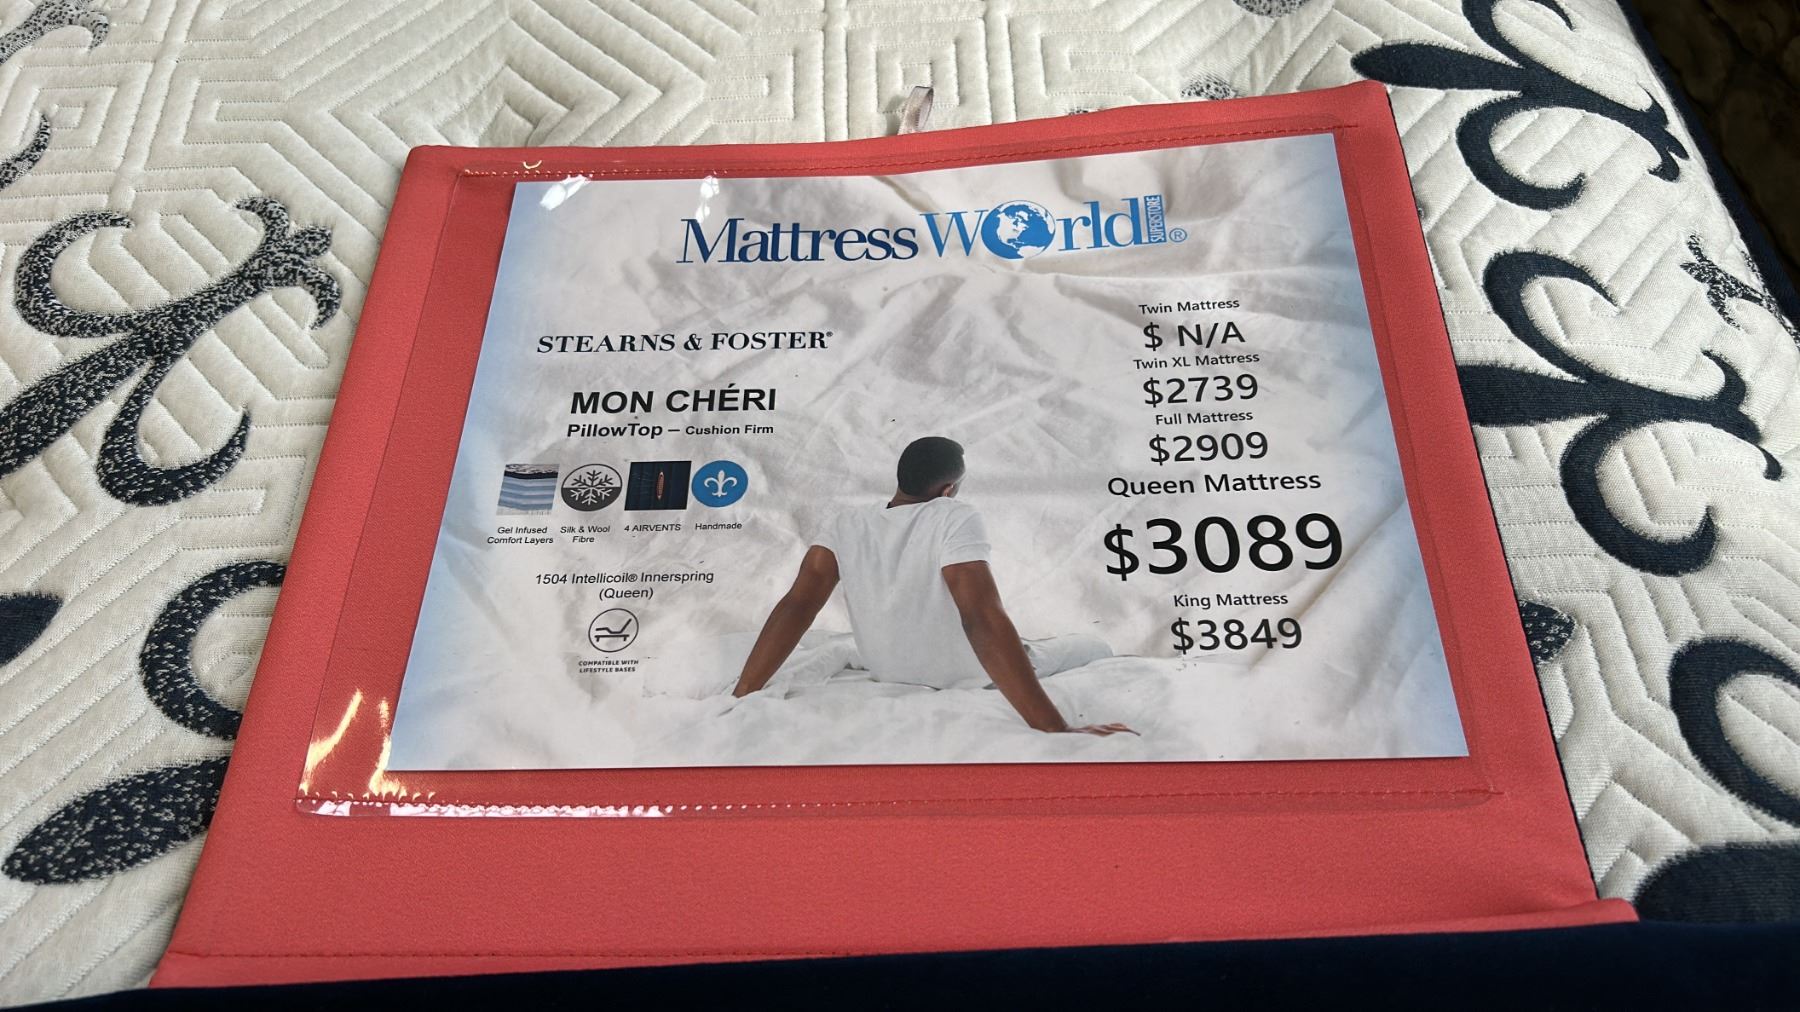 Mattress World SUPERSTORE ®
STEARNS & FOSTER®
MON CHÉRI
PillowTop – Cushion Firm
Gel Infused
Comfort Layers
Silk & Wool
Fibre
4 AIRVENTS
Handmade
1504 Intellicoil® Innerspring
(Queen)
COMPATIBLE WITH
LIFESTYLE BASES
Twin Mattress
$ N/A
Twin XL Mattress
$2739
Full Mattress
$2909
Queen Mattress
$3089
King Mattress
$3849